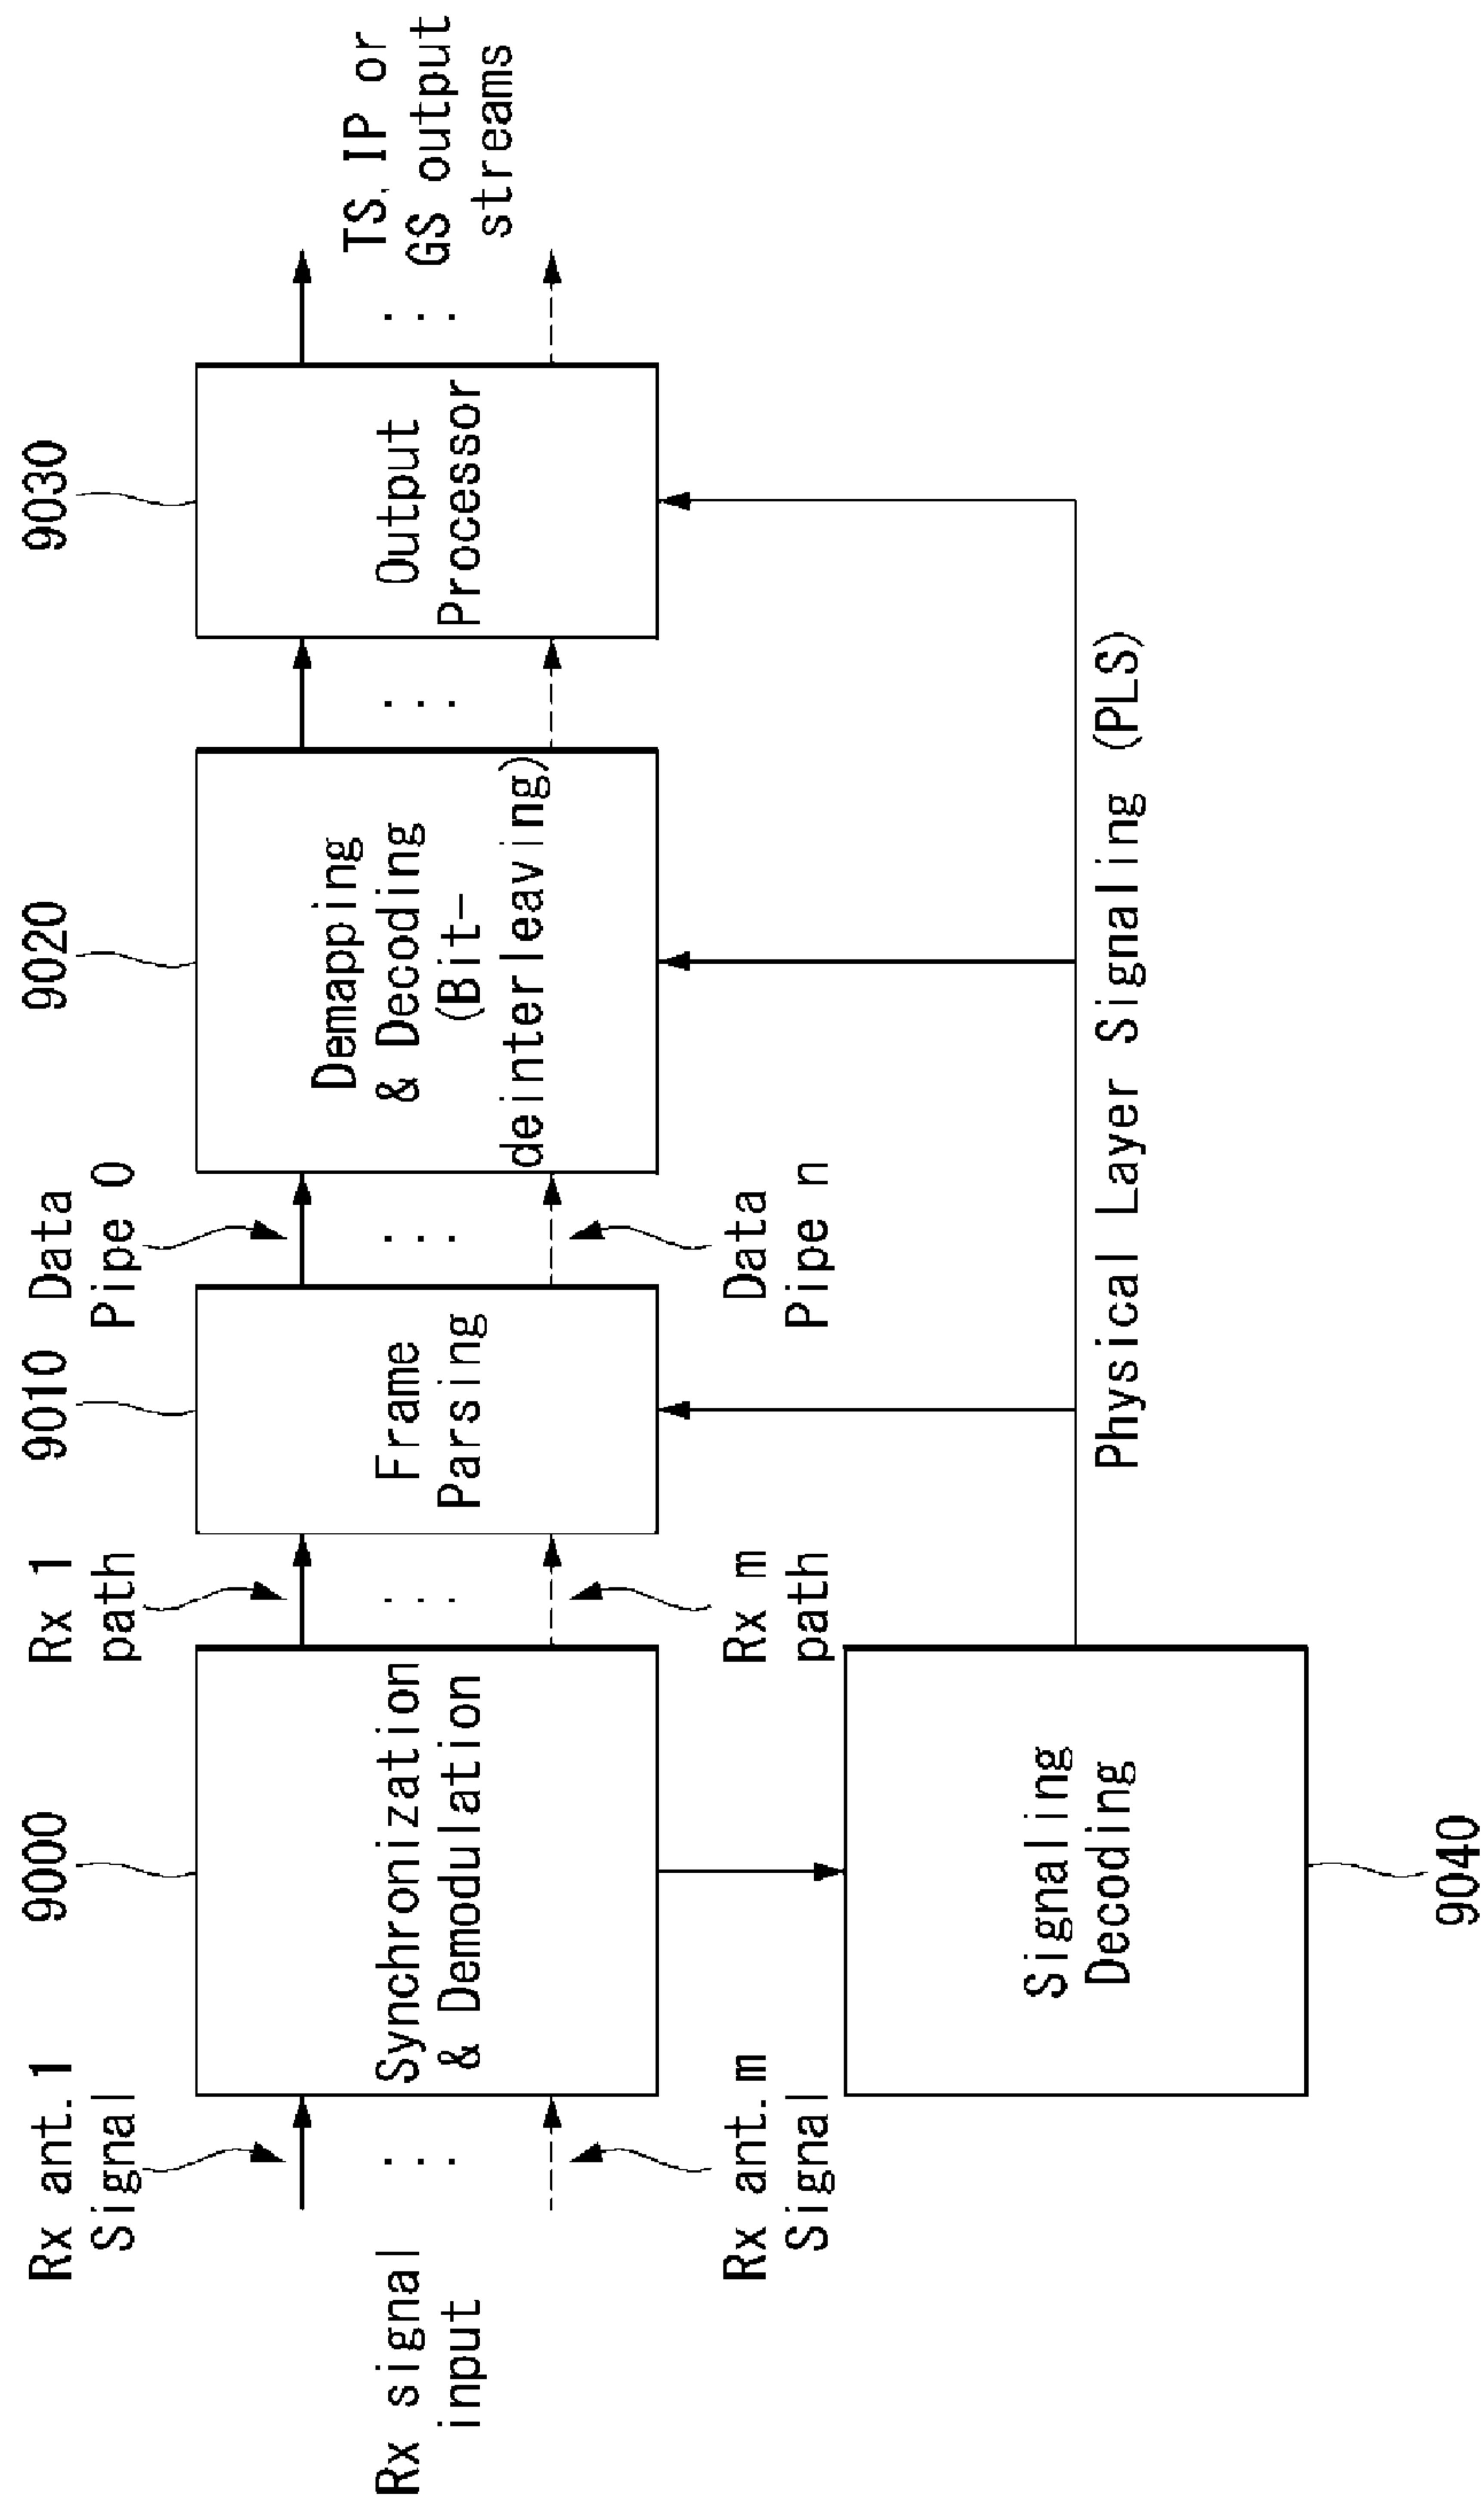 Rx ant.1
Signal
9000
Rx 1
path
9010
Data
Pipe 0
9020
9030
Rx signal
input
Synchronization
& Demodulation
Frame
Parsing
Demapping
& Decoding
(Bit-
deinterleaving)
Output
Processor
TS, IP or
GS output
streams
Rx ant.m
Signal
Rx m
path
Data
Pipe n
Signaling
Decoding
Physical Layer Signaling (PLS)
9040